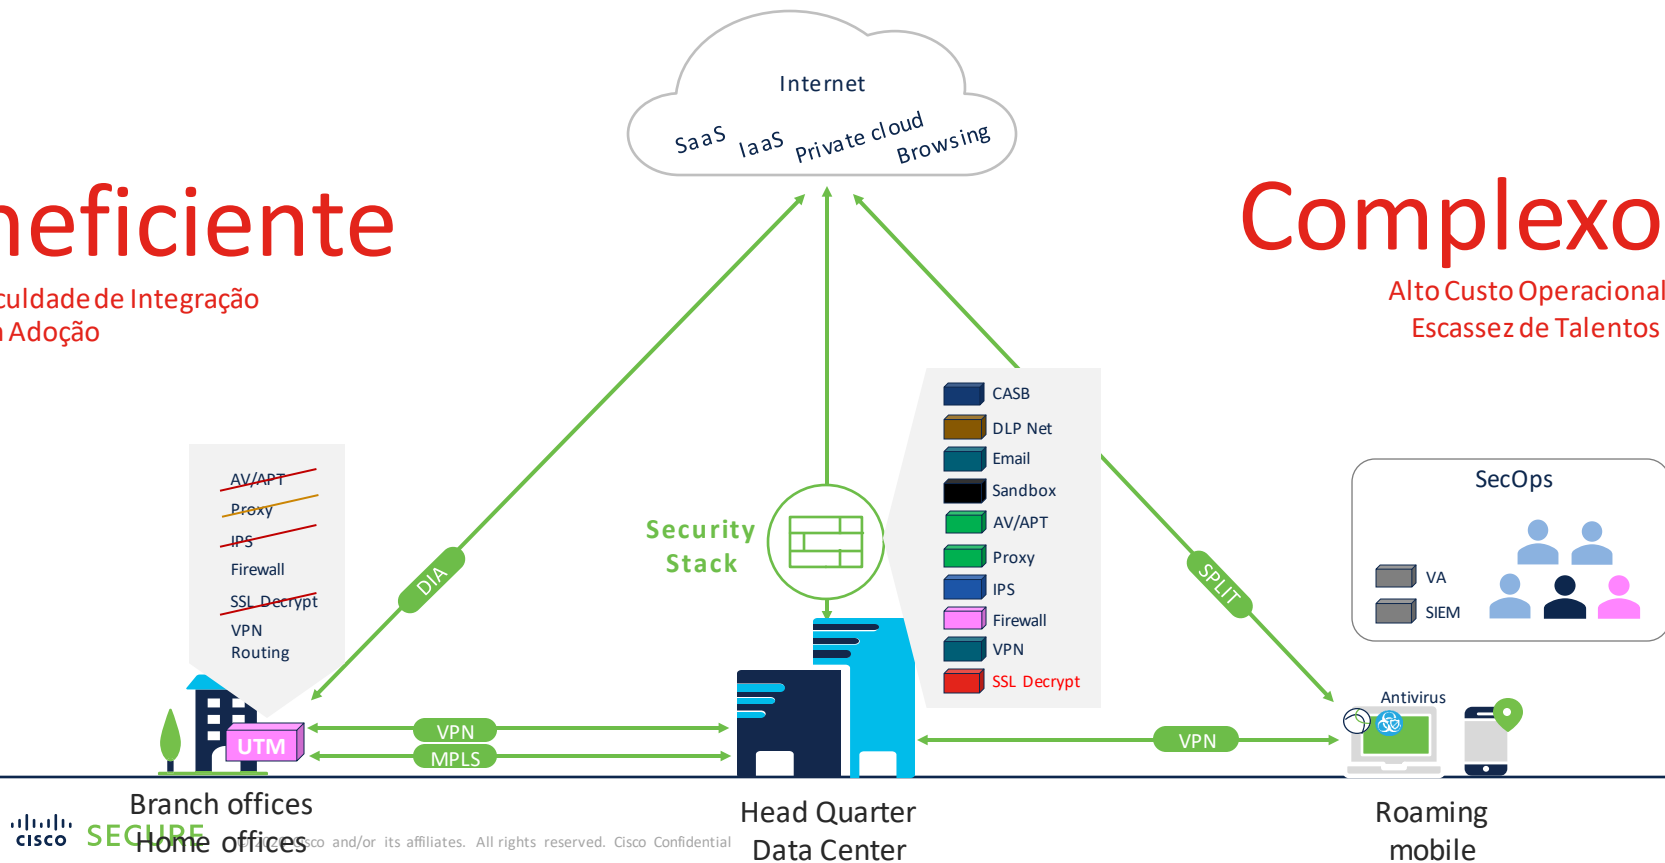 Internet
SaaS
IaaS
Private cloud
Browsing
neficiente
culdade de Integração
Adoção
Complexo
Alto Custo Operacional
Escassez de Talentos
AV/APT
Proxy
IPS
Firewall
SSL Decrypt
VPN
Routing
Security
Stack
CASB
DLP Net
Email
Sandbox
AV/APT
Proxy
IPS
Firewall
VPN
SSL Decrypt
SecOps
VA
SIEM
DIA
SPLIT
Antivirus
UTM
VPN
MPLS
VPN
Branch offices
Home offices
Head Quarter
Data Center
Roaming
mobile
CISCO SECURE
© 2020 Cisco and/or its affiliates. All rights reserved. Cisco Confidential